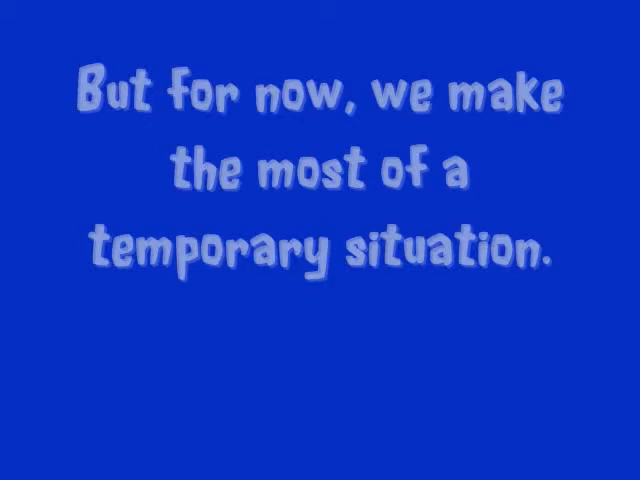 But for now, we make
the most of a
temporary situation.